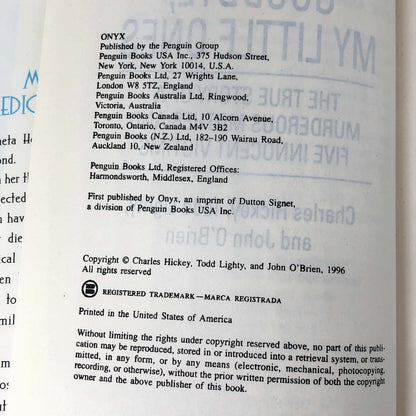 ONYX
Published by the Penguin Group
Penguin Books USA Inc., 375 Hudson Street,
New York, New York 10014, U.S.A.
Penguin Books Ltd, 27 Wrights Lane,
London W8 5TZ, England
Penguin Books Australia Ltd, Ringwood,
Victoria, Australia
Penguin Books Canada Ltd, 10 Alcorn Avenue,
Toronto, Ontario, Canada M4V 3B2
Penguin Books (N.Z.) Ltd, 182-190 Wairau Road,
Auckland 10, New Zealand
Penguin Books Ltd, Registered Offices:
Harmondsworth, Middlesex, England
First published by Onyx, an imprint of Dutton Signet,
a division of Penguin Books USA Inc.
Copyright © Charles Hickey, Todd Lighty, and John O'Brien, 1996
All rights reserved
REGISTERED TRADEMARK—MARCA REGISTRADA
Printed in the United States of America
Without limiting the rights under copyright reserved above, no part of this publi-
cation may be reproduced, stored in or introduced into a retrieval system, or trans-
mitted, in any form, or by any means (electronic, mechanical, photocopying,
recording, or otherwise), without the prior written permission of both the copyright
owner and the above publisher of this book.